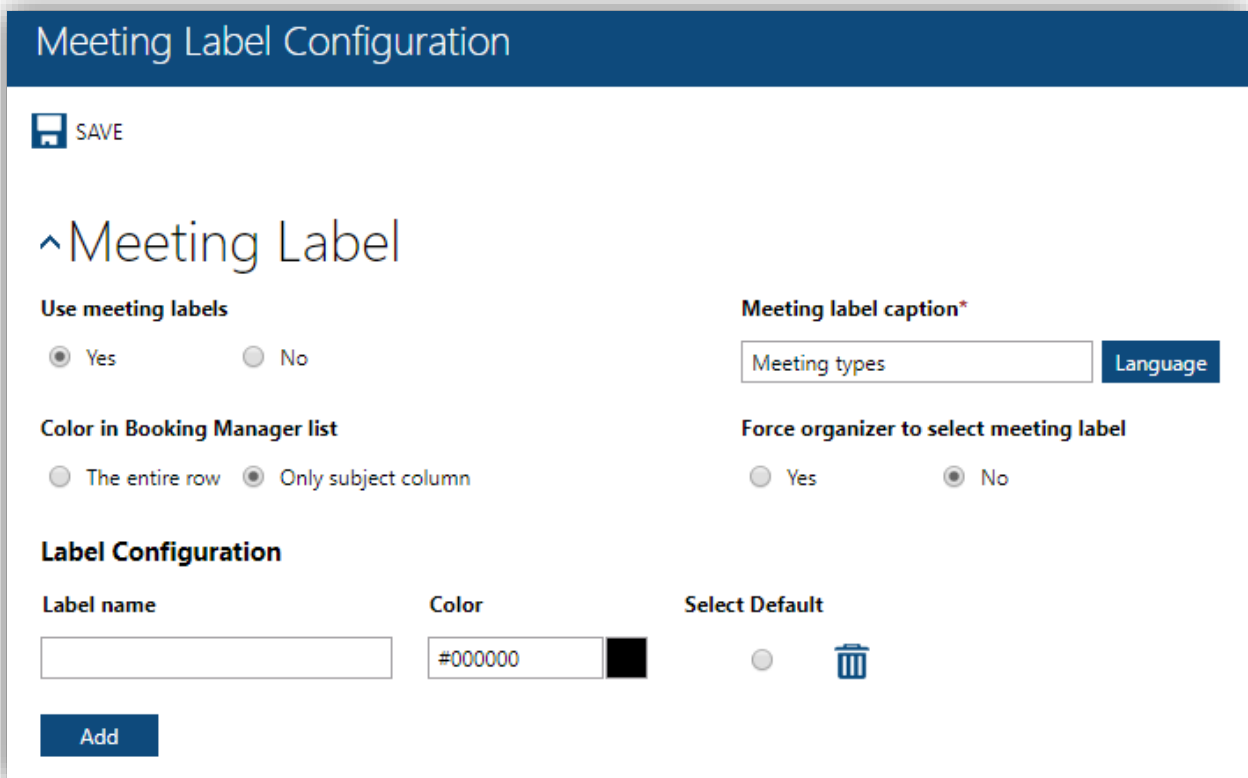 Meeting Label Configuration
SAVE
Meeting Label
Use meeting labels
Meeting label caption*
Yes No
Meeting types Language
Color in Booking Manager list
Force organizer to select meeting label
The entire row Only subject column
Yes No
Label Configuration
Label name Color Select Default
#000000
Add